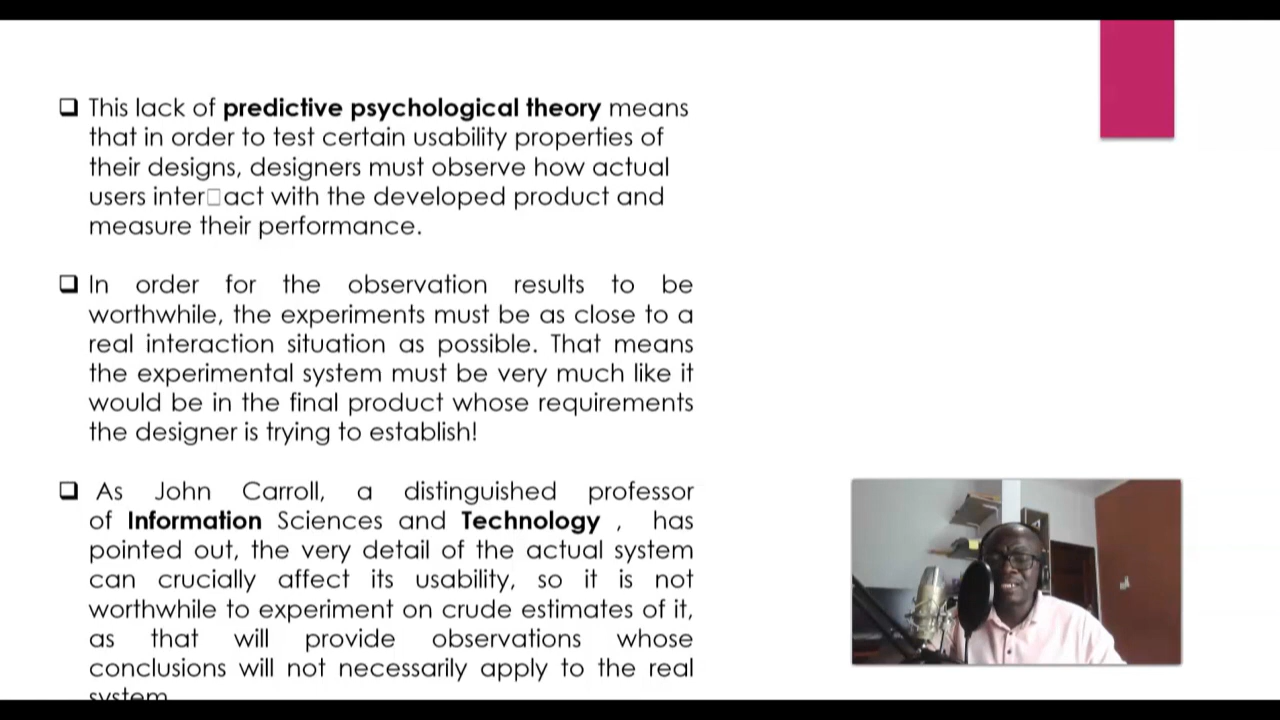 This lack of predictive psychological theory means
that in order to test certain usability properties of
their designs, designers must observe how actual
users inter□act with the developed product and
measure their performance.
In order for the observation results to be
worthwhile, the experiments must be as close to a
real interaction situation as possible. That means
the experimental system must be very much like it
would be in the final product whose requirements
the designer is trying to establish!
As John Carroll, a distinguished professor
of Information Sciences and Technology , has
pointed out, the very detail of the actual system
can crucially affect its usability, so it is not
worthwhile to experiment on crude estimates of it,
as that will provide observations whose
conclusions will not necessarily apply to the real
system